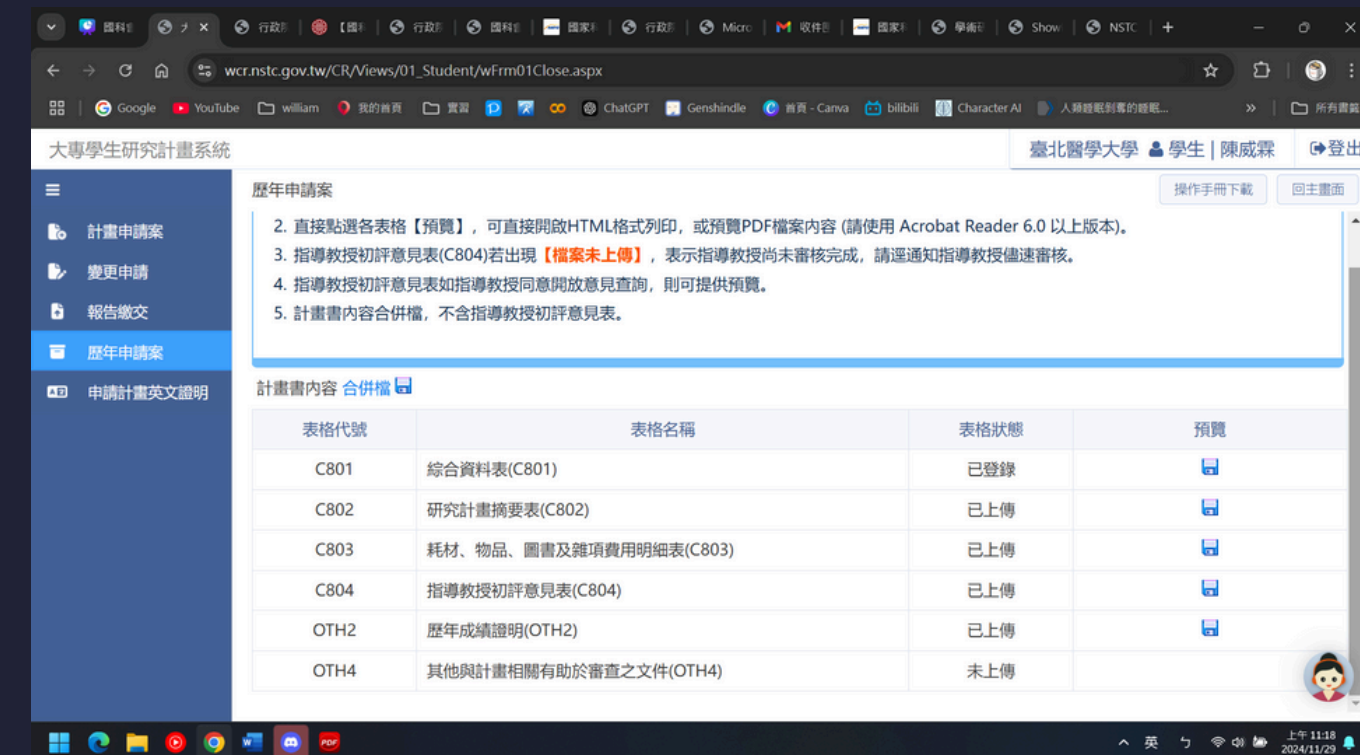 國科
行政院
【國科
行政院
國科會
國家科
行政院
Micro
收件匣
國家科
學術研
Show
NSTC
wcr.nstc.gov.tw/CR/Views/01_Student/wFrm01Close.aspx
Google YouTube william 我的首頁 實習 ChatGPT Genshindle 首頁 - Canva bilibili Character AI 人類睡眠剝奪的睡眠... » 所有書籤
大專學生研究計畫系統 臺北醫學大學 學生 | 陳威霖 登出
歷年申請案 操作手冊下載 回主畫面
計畫申請案
變更申請
報告繳交
歷年申請案
申請計畫英文證明
2. 直接點選各表格【預覽】，可直接開啟HTML格式列印，或預覽PDF檔案內容 (請使用 Acrobat Reader 6.0 以上版本)。
3. 指導教授初評意見表(C804)若出現【檔案未上傳】，表示指導教授尚未審核完成，請逕通知指導教授儘速審核。
4. 指導教授初評意見表如指導教授同意開放意見查詢，則可提供預覽。
5. 計畫書內容合併檔，不含指導教授初評意見表。
計畫書內容 合併檔
表格代號 表格名稱 表格狀態 預覽
C801 綜合資料表(C801) 已登錄
C802 研究計畫摘要表(C802) 已上傳
C803 耗材、物品、圖書及雜項費用明細表(C803) 已上傳
C804 指導教授初評意見表(C804) 已上傳
OTH2 歷年成績證明(OTH2) 已上傳
OTH4 其他與計畫相關有助於審查之文件(OTH4) 未上傳
英 ㄅ 上午 11:18
2024/11/29